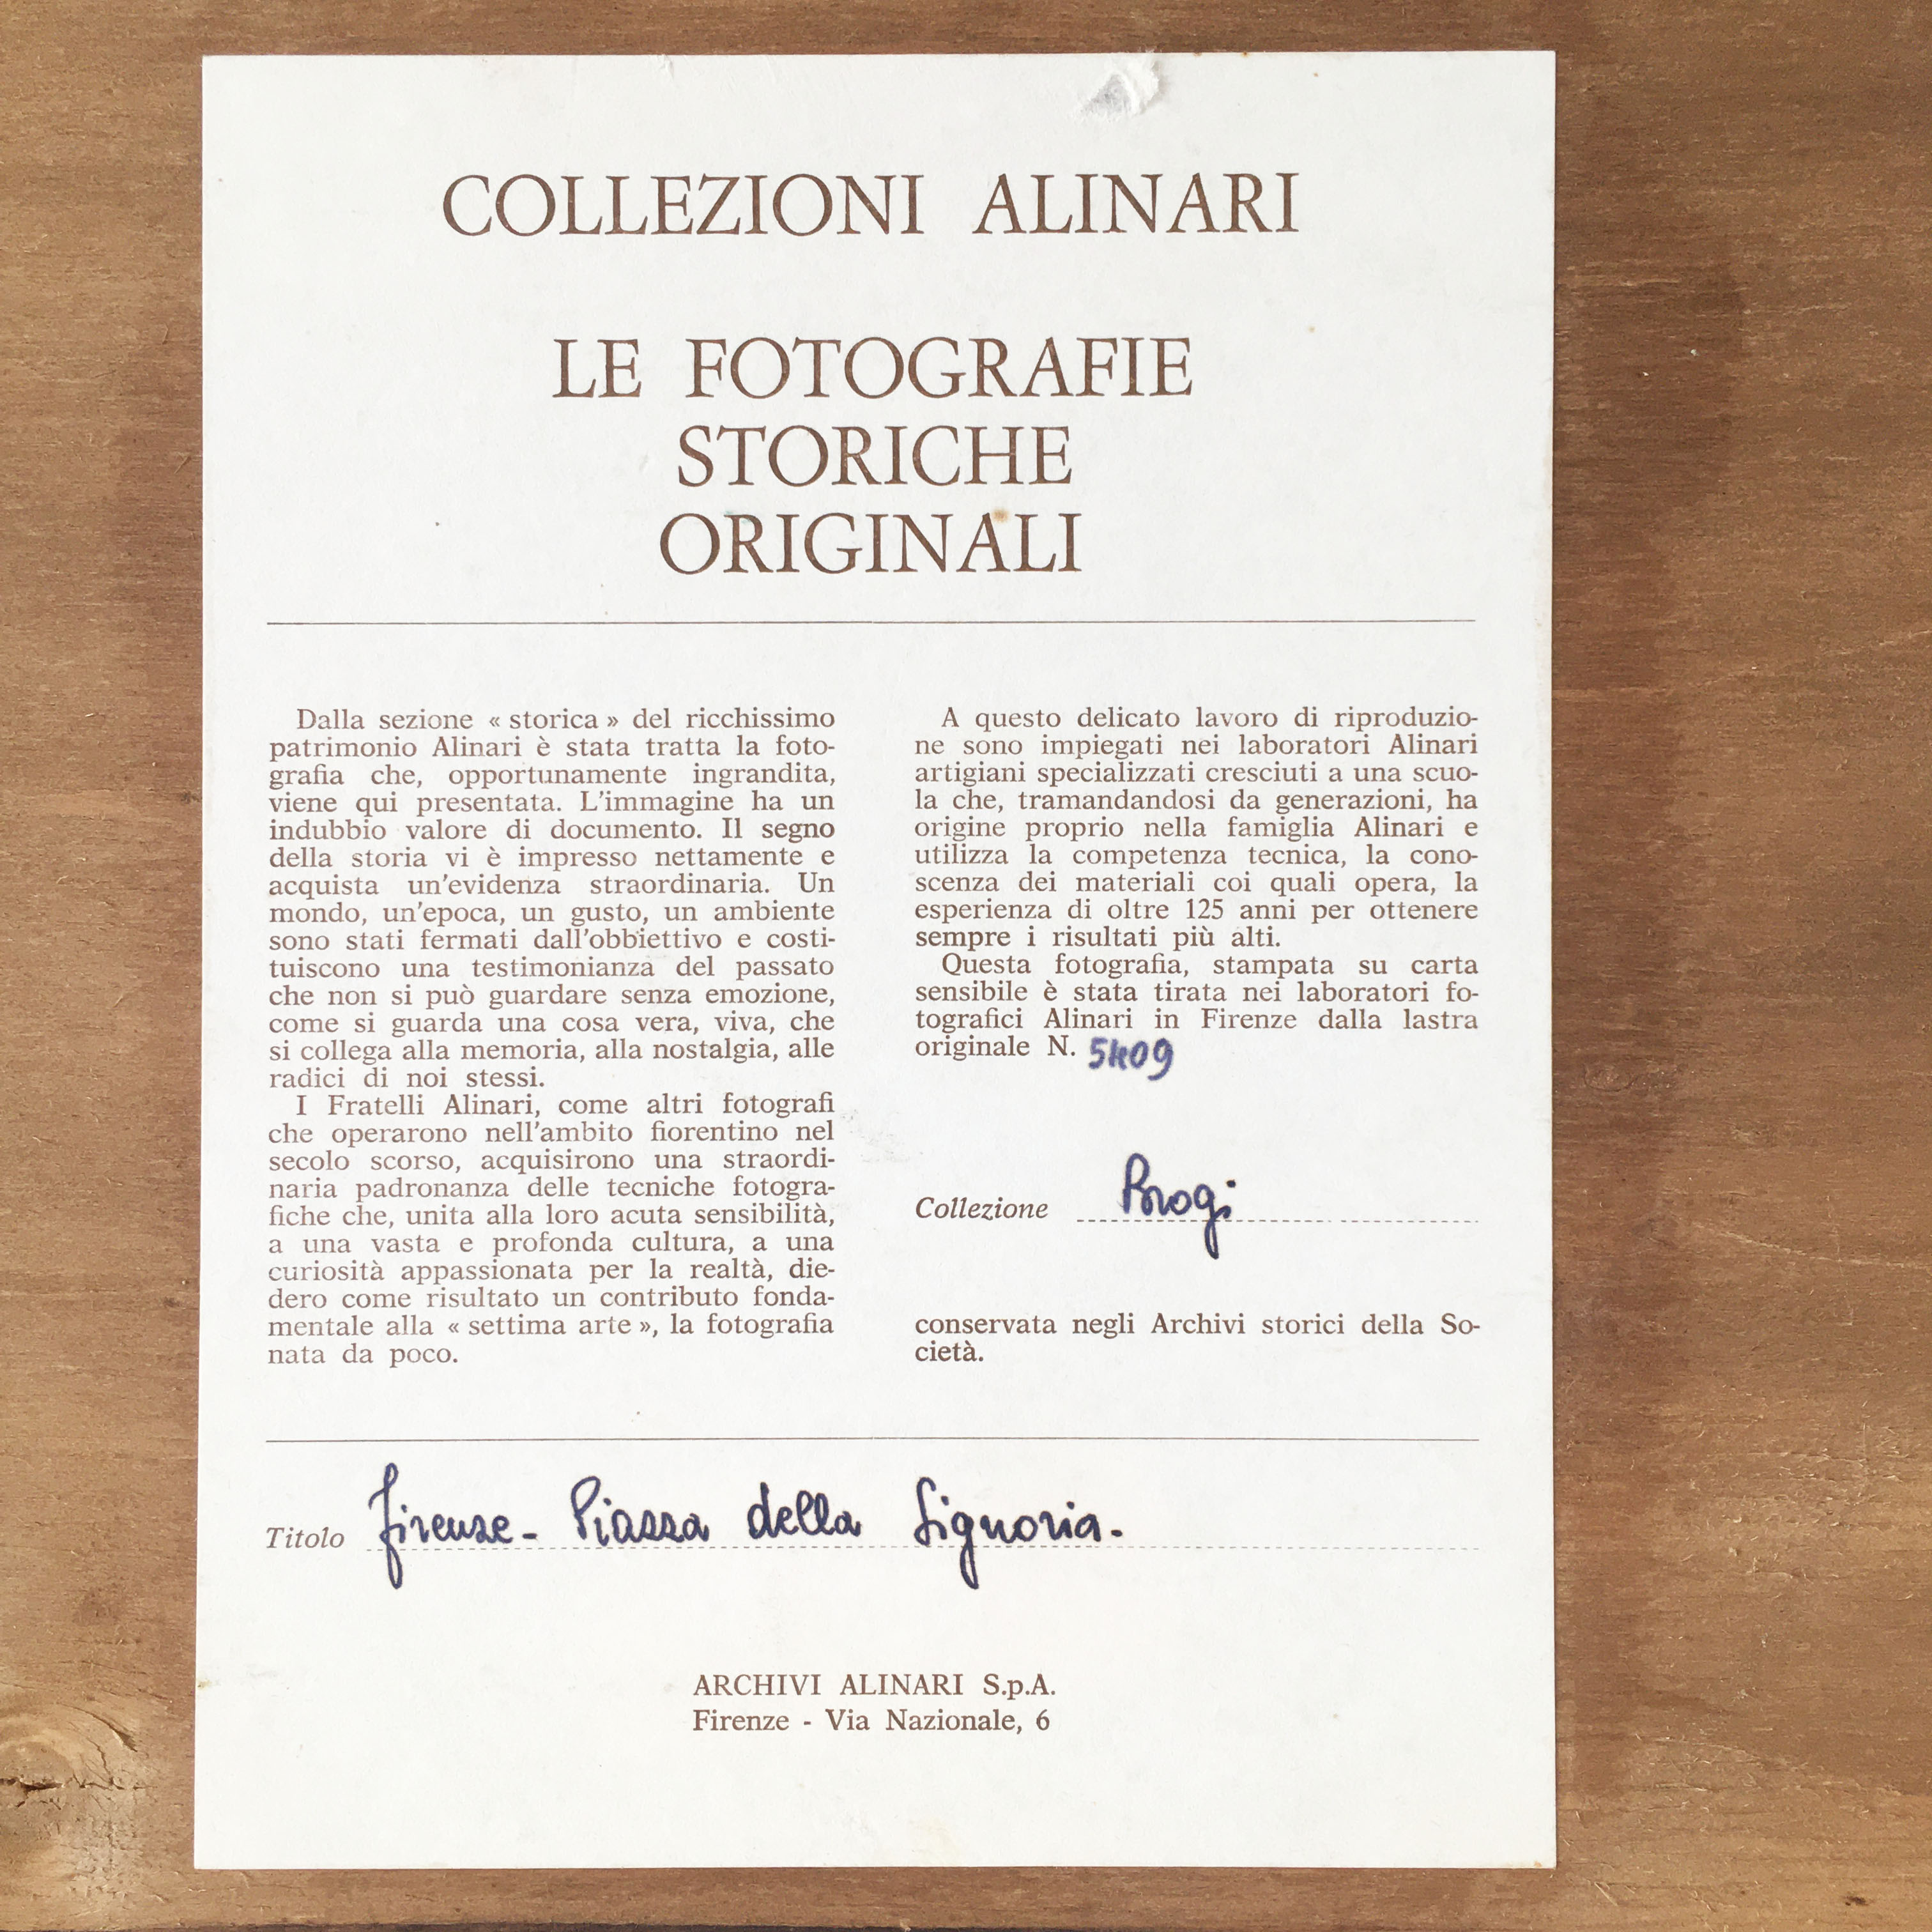 COLLEZIONI ALINARI
LE FOTOGRAFIE
STORICHE
ORIGINALI
Dalla sezione « storica » del ricchissimo
patrimonio Alinari è stata tratta la foto-
grafia che, opportunamente ingrandita,
viene qui presentata. L'immagine ha un
indubbio valore di documento. Il segno
della storia vi è impresso nettamente e
acquista un'evidenza straordinaria. Un
mondo, un'epoca, un gusto, un ambiente
sono stati fermati dall'obbiettivo e costi-
tuiscono una testimonianza del passato
che non si può guardare senza emozione,
come si guarda una cosa vera, viva, che
si collega alla memoria, alla nostalgia, alle
radici di noi stessi.
I Fratelli Alinari, come altri fotografi
che operarono nell'ambito fiorentino nel
secolo scorso, acquisirono una straordi-
naria padronanza delle tecniche fotogra-
fiche che, unita alla loro acuta sensibilità,
a una vasta e profonda cultura, a una
curiosità appassionata per la realtà, die-
dero come risultato un contributo fonda-
mentale alla « settima arte », la fotografia
nata da poco.
A questo delicato lavoro di riproduzio-
ne sono impiegati nei laboratori Alinari
artigiani specializzati cresciuti a una scuo-
la che, tramandandosi da generazioni, ha
origine proprio nella famiglia Alinari e
utilizza la competenza tecnica, la cono-
scenza dei materiali coi quali opera, la
esperienza di oltre 125 anni per ottenere
sempre i risultati più alti.
Questa fotografia, stampata su carta
sensibile è stata tirata nei laboratori fo-
tografici Alinari in Firenze dalla lastra
originale N. 5409
Collezione Brogi
conservata negli Archivi storici della So-
cietà.
Titolo Firenze - Piazza della Signoria.
ARCHIVI ALINARI S.p.A.
Firenze - Via Nazionale, 6